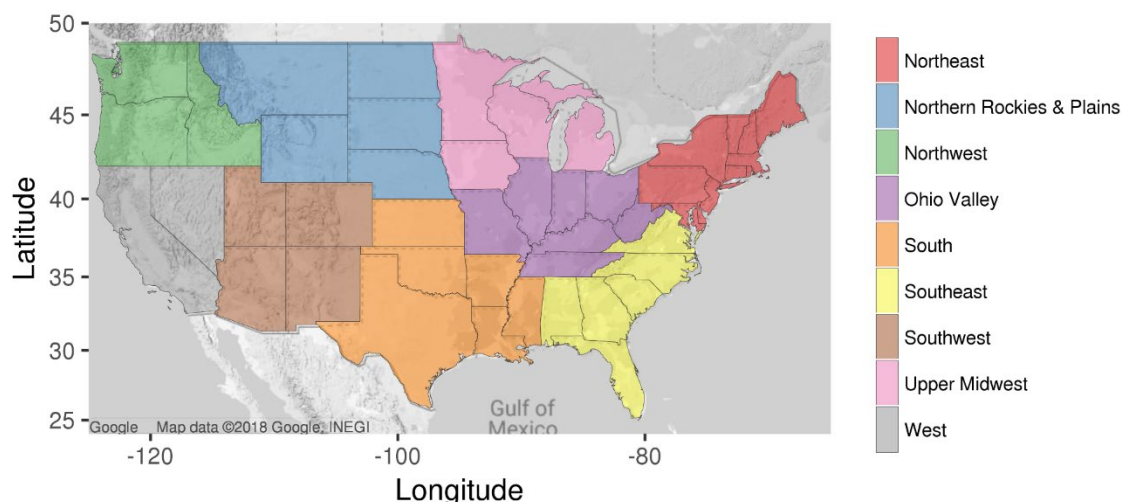 50
45
40
35
30
25
Latitude
Gulf of
Mexico
Google Map data ©2018 Google, INEGI
-120
-100
-80
Longitude
Northeast
Northern Rockies & Plains
Northwest
Ohio Valley
South
Southeast
Southwest
Upper Midwest
West